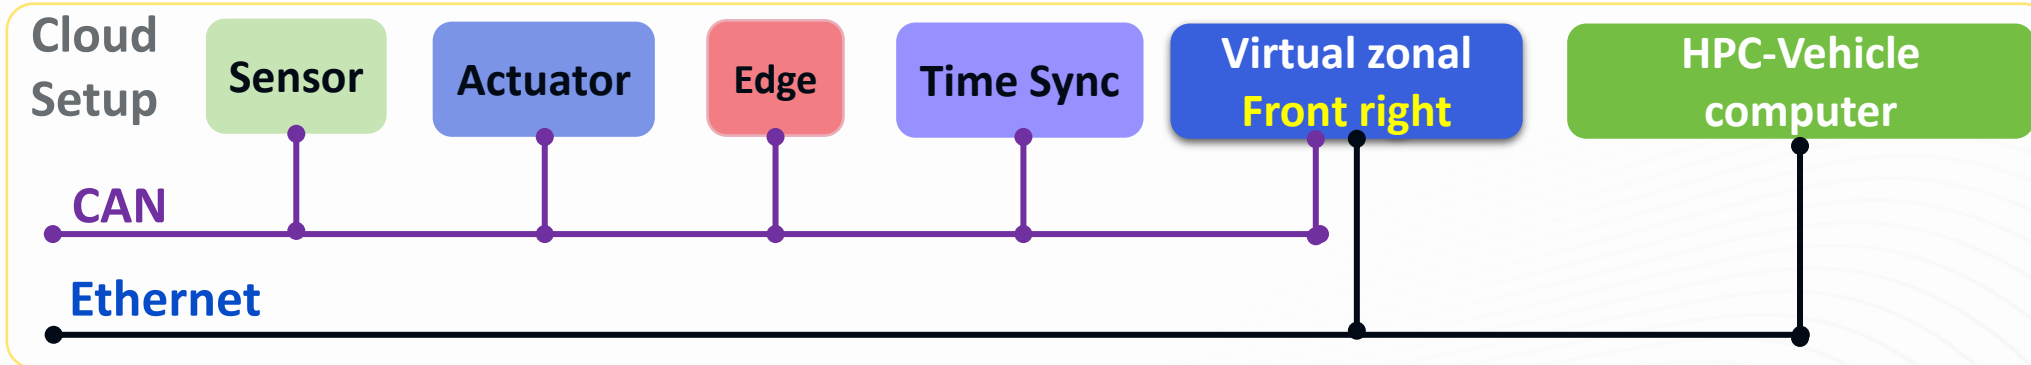 Cloud
Setup
Sensor
Actuator
Edge
Time Sync
Virtual zonal
Front right
HPC-Vehicle
computer
CAN
Ethernet